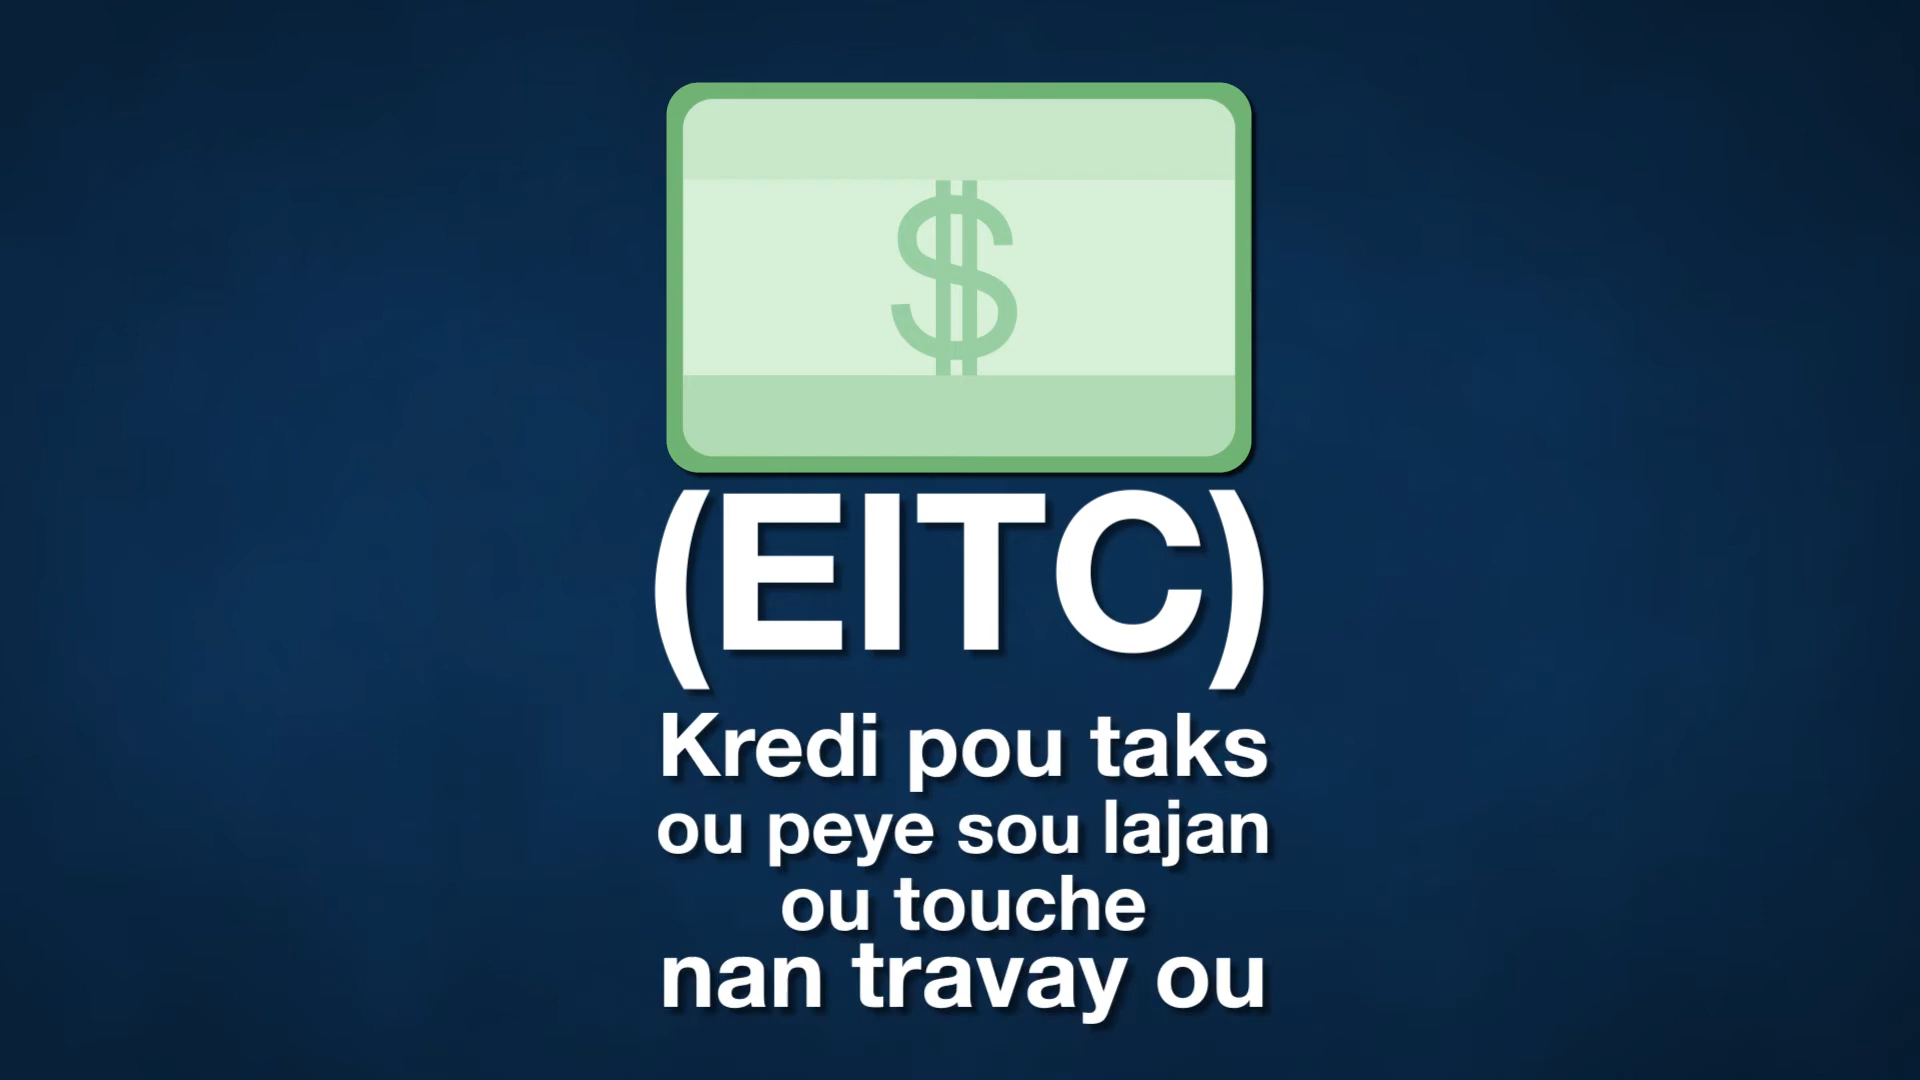 $
(EITC)
Kredi pou taks
ou peye sou lajan
ou touche
nan travay ou